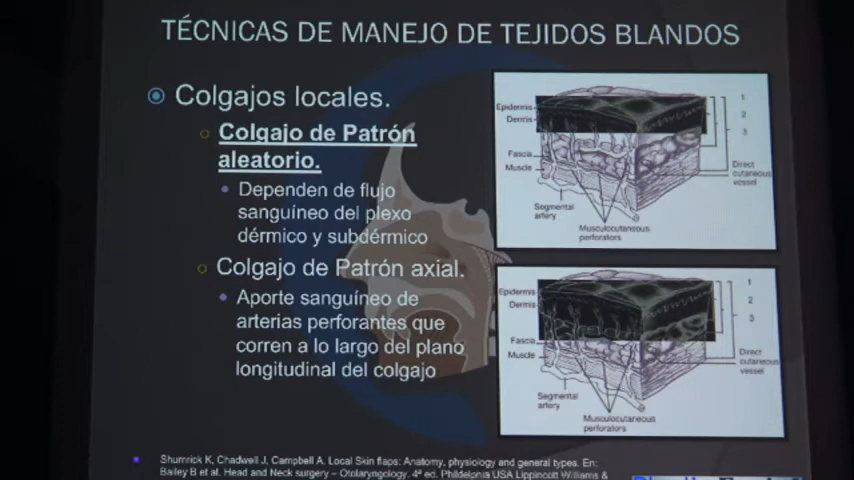 TÉCNICAS DE MANEJO DE TEJIDOS BLANDOS
Colgajos locales.
Colgajo de Patrón
aleatorio.
Dependen de flujo
sanguíneo del plexo
dérmico y subdérmico
Colgajo de Patrón axial.
Aporte sanguíneo de
arterias perforantes que
corren a lo largo del plano
longitudinal del colgajo
Epidermis
Dermis
Fascia
Muscle
Segmental
artery
Musculocutaneous
perforators
1
2
3
Direct
cutaneous
vessel
Epidermis
Dermis
Fascia
Muscle
Segmental
artery
Musculocutaneous
perforators
1
2
3
Direct
cutaneous
vessel
Shumrick K, Chadwell J, Campbell A. Local Skin flaps: Anatomy, physiology and general types. En:
Bailey B et al. Head and Neck surgery – Otolaryngology. 4ª ed. Phildelphia USA Lippincott Williams &